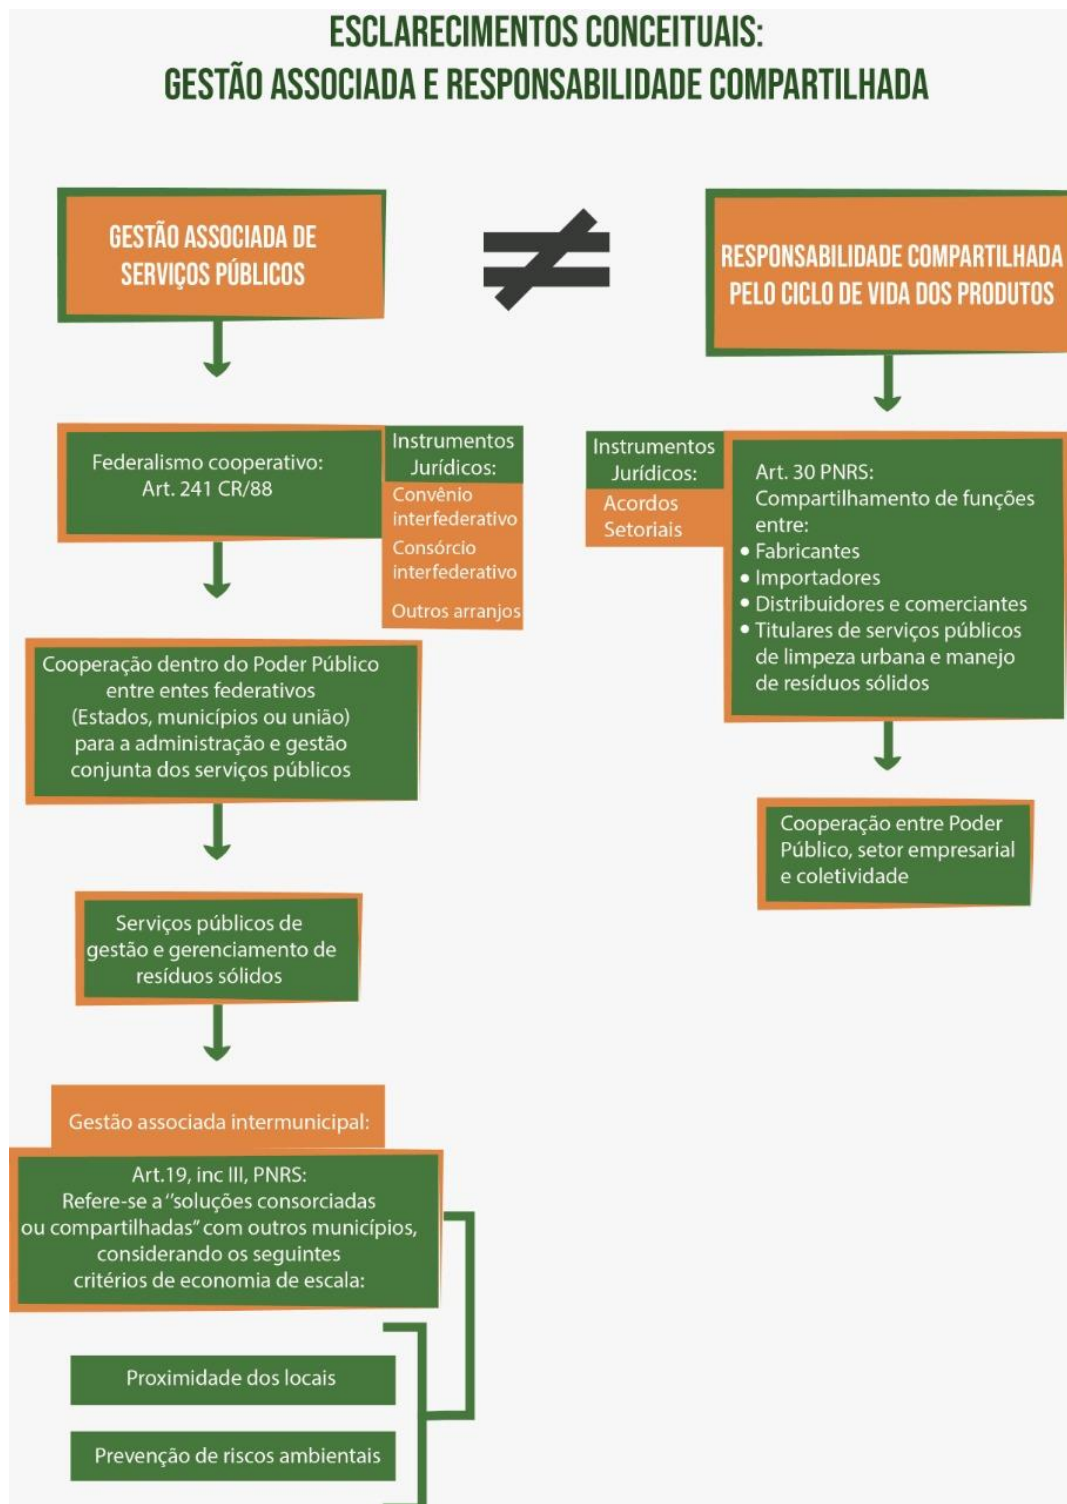 ESCLARECIMENTOS CONCEITUAIS:
GESTÃO ASSOCIADA E RESPONSABILIDADE COMPARTILHADA
GESTÃO ASSOCIADA DE
SERVIÇOS PÚBLICOS
≠
RESPONSABILIDADE COMPARTILHADA
PELO CICLO DE VIDA DOS PRODUTOS
Federalismo cooperativo:
Art. 241 CR/88
Instrumentos
Jurídicos:
Convênio
interfederativo
Consórcio
interfederativo
Outros arranjos
Cooperação dentro do Poder Público
entre entes federativos
(Estados, municípios ou união)
para a administração e gestão
conjunta dos serviços públicos
Serviços públicos de
gestão e gerenciamento de
resíduos sólidos
Gestão associada intermunicipal:
Art.19, inc III, PNRS:
Refere-se a “soluções consorciadas
ou compartilhadas” com outros municípios,
considerando os seguintes
critérios de economia de escala:
Proximidade dos locais
Prevenção de riscos ambientais
Instrumentos
Jurídicos:
Acordos
Setoriais
Art. 30 PNRS:
Compartilhamento de funções
entre:
• Fabricantes
• Importadores
• Distribuidores e comerciantes
• Titulares de serviços públicos
de limpeza urbana e manejo
de resíduos sólidos
Cooperação entre Poder
Público, setor empresarial
e coletividade